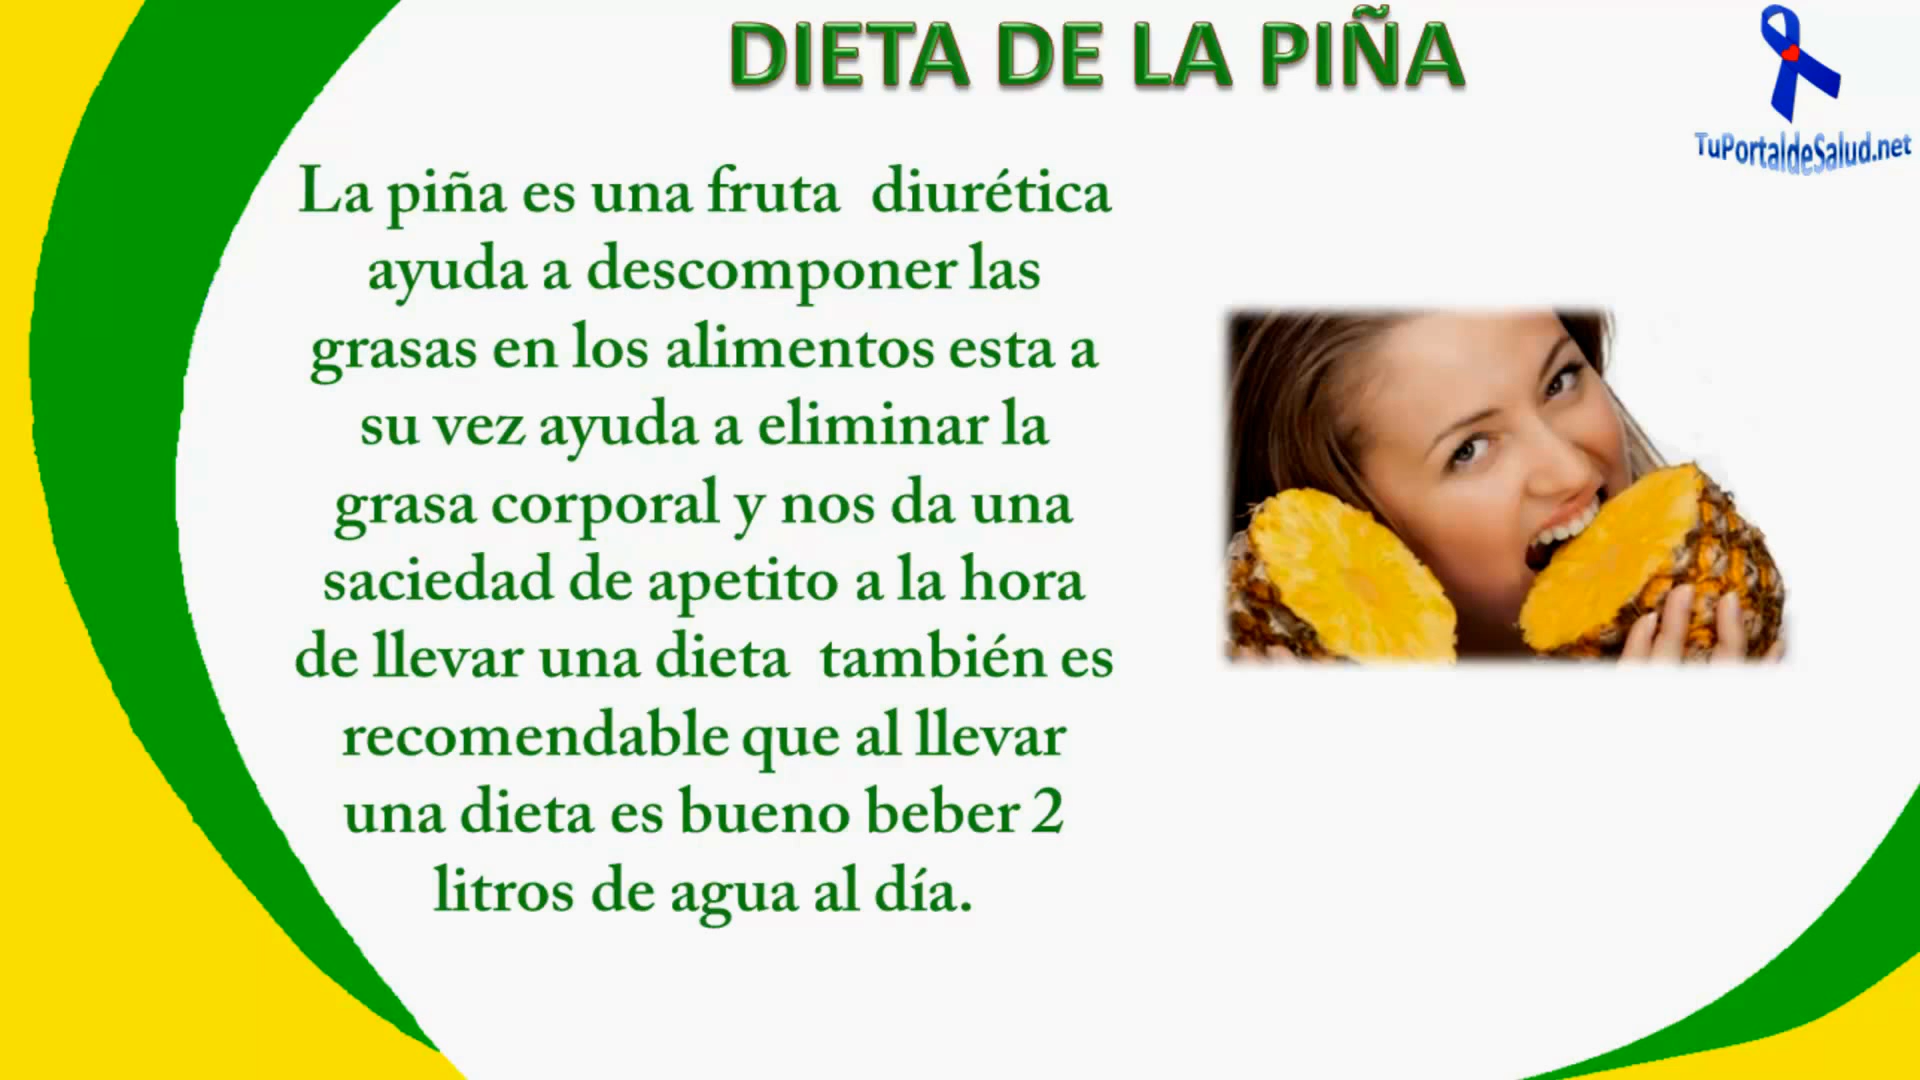 DIETA DE LA PIÑA
TuPortaldeSalud.net
La piña es una fruta diurética
ayuda a descomponer las
grasas en los alimentos esta a
su vez ayuda a eliminar la
grasa corporal y nos da una
saciedad de apetito a la hora
de llevar una dieta también es
recomendable que al llevar
una dieta es bueno beber 2
litros de agua al día.